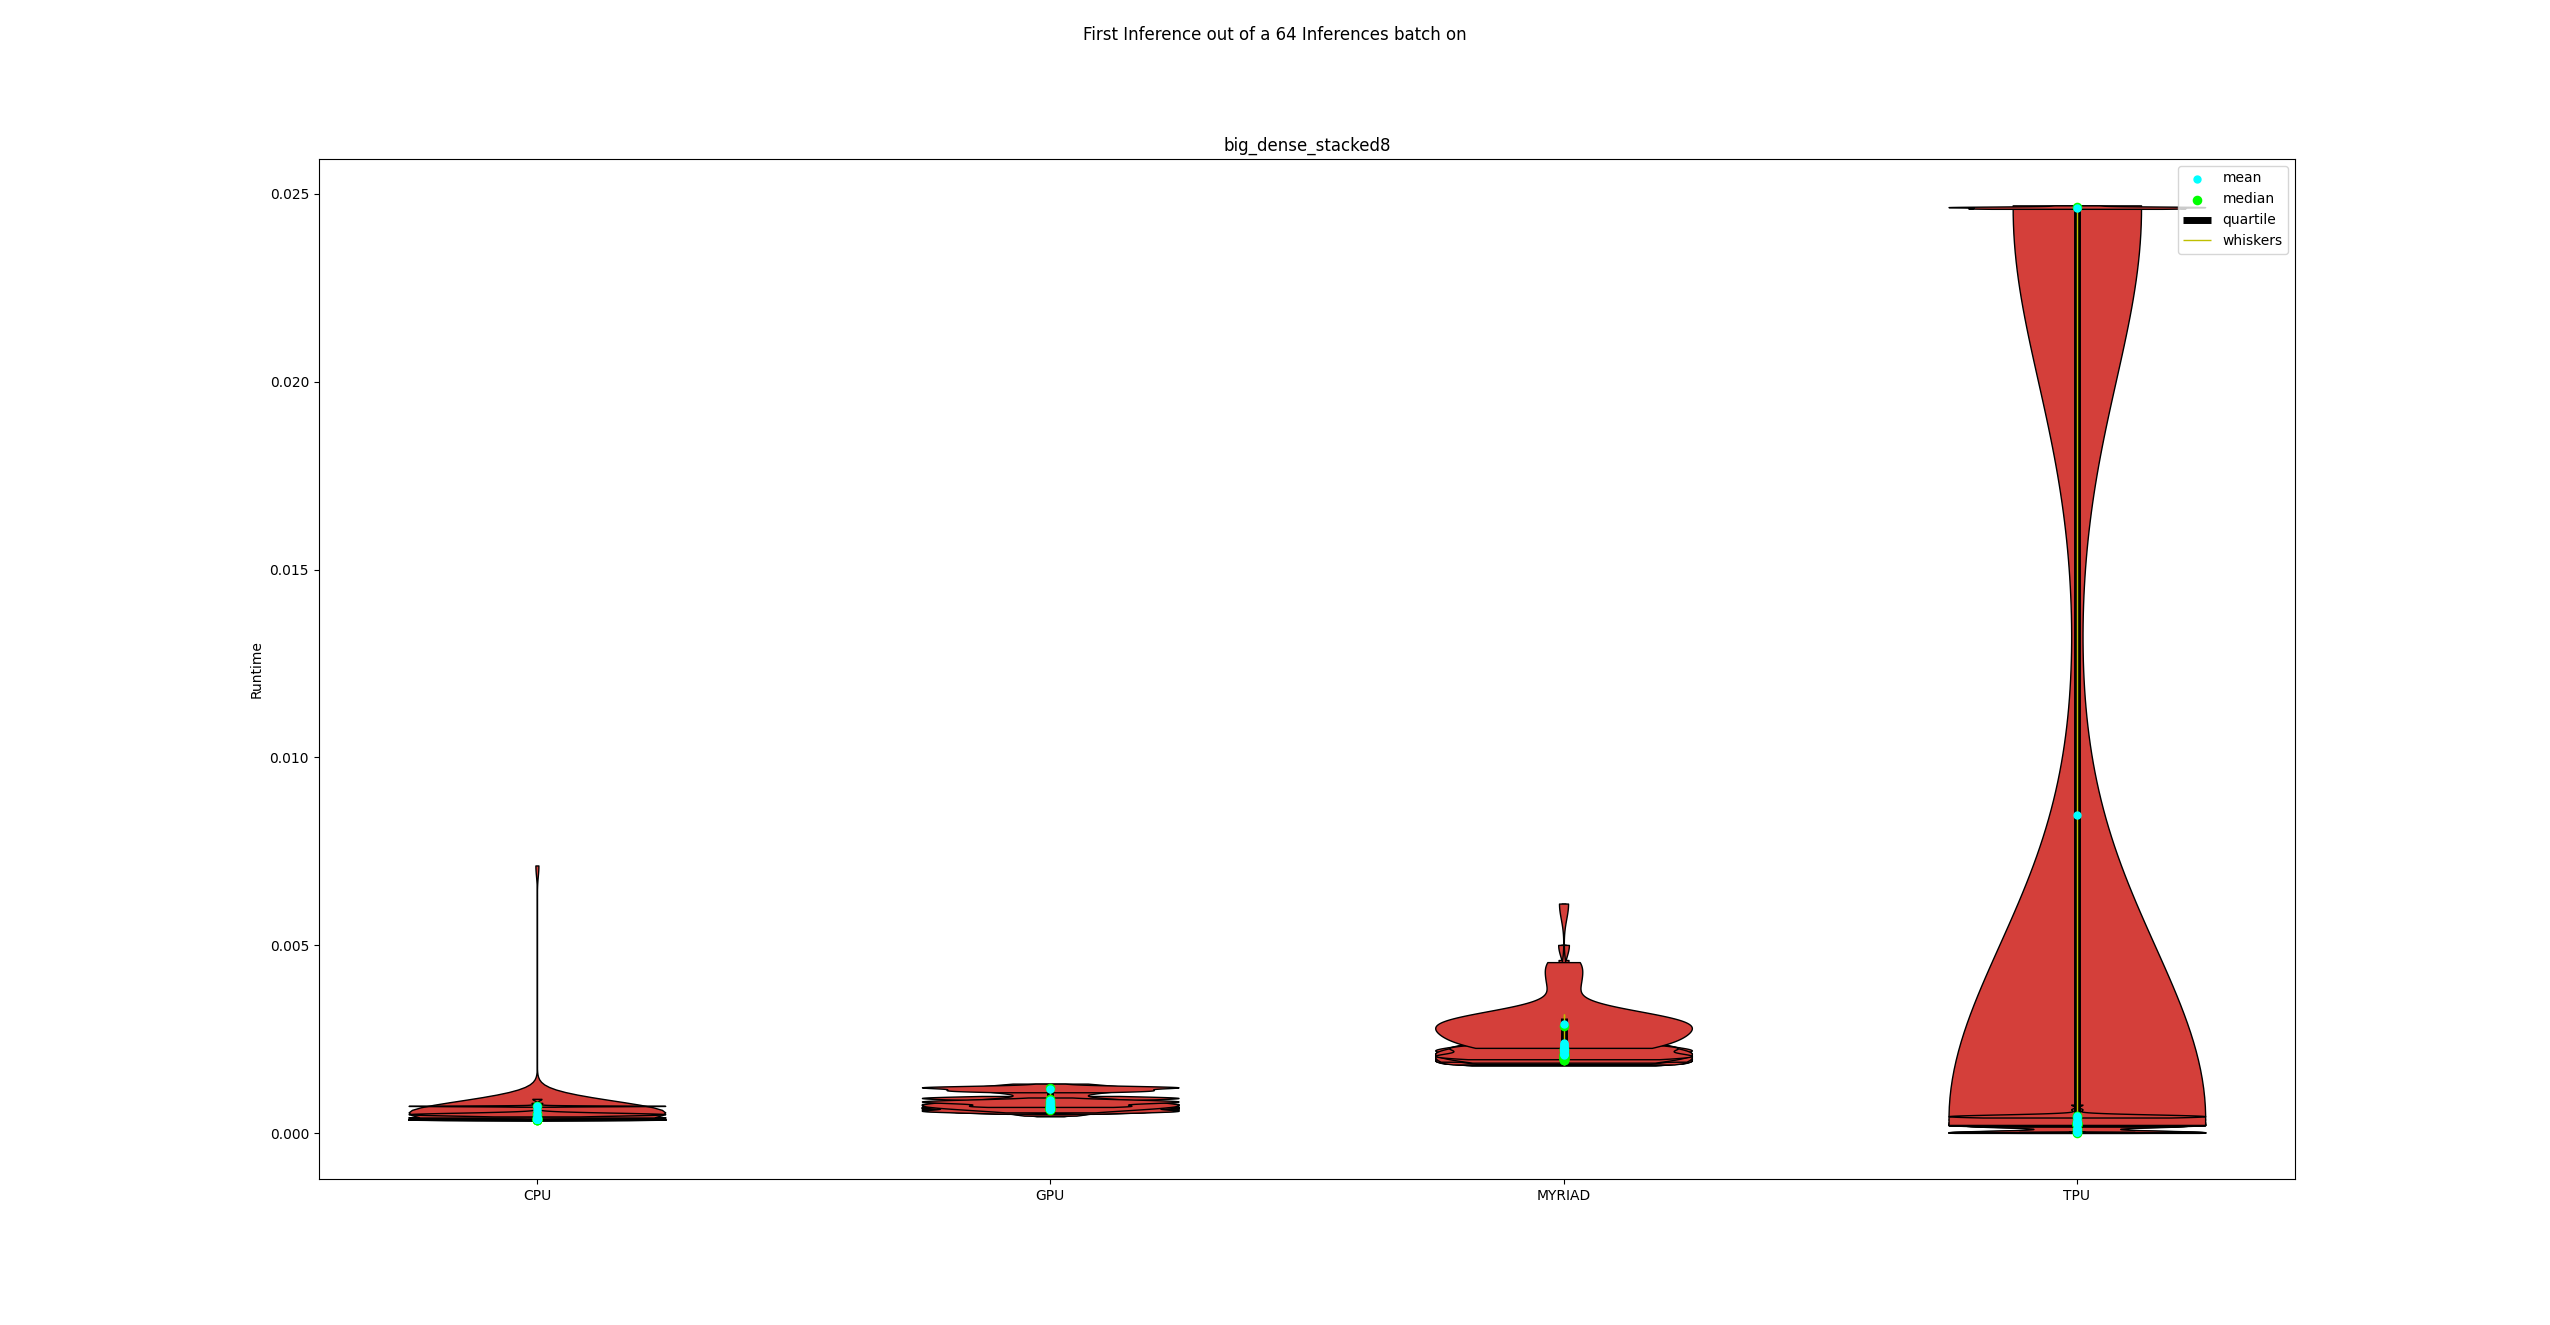 First Inference out of a 64 Inferences batch on
big_dense_stacked8
mean
median
quartile
whiskers
0.025
0.020
0.015
0.010
0.005
0.000
Runtime
CPU
GPU
MYRIAD
TPU